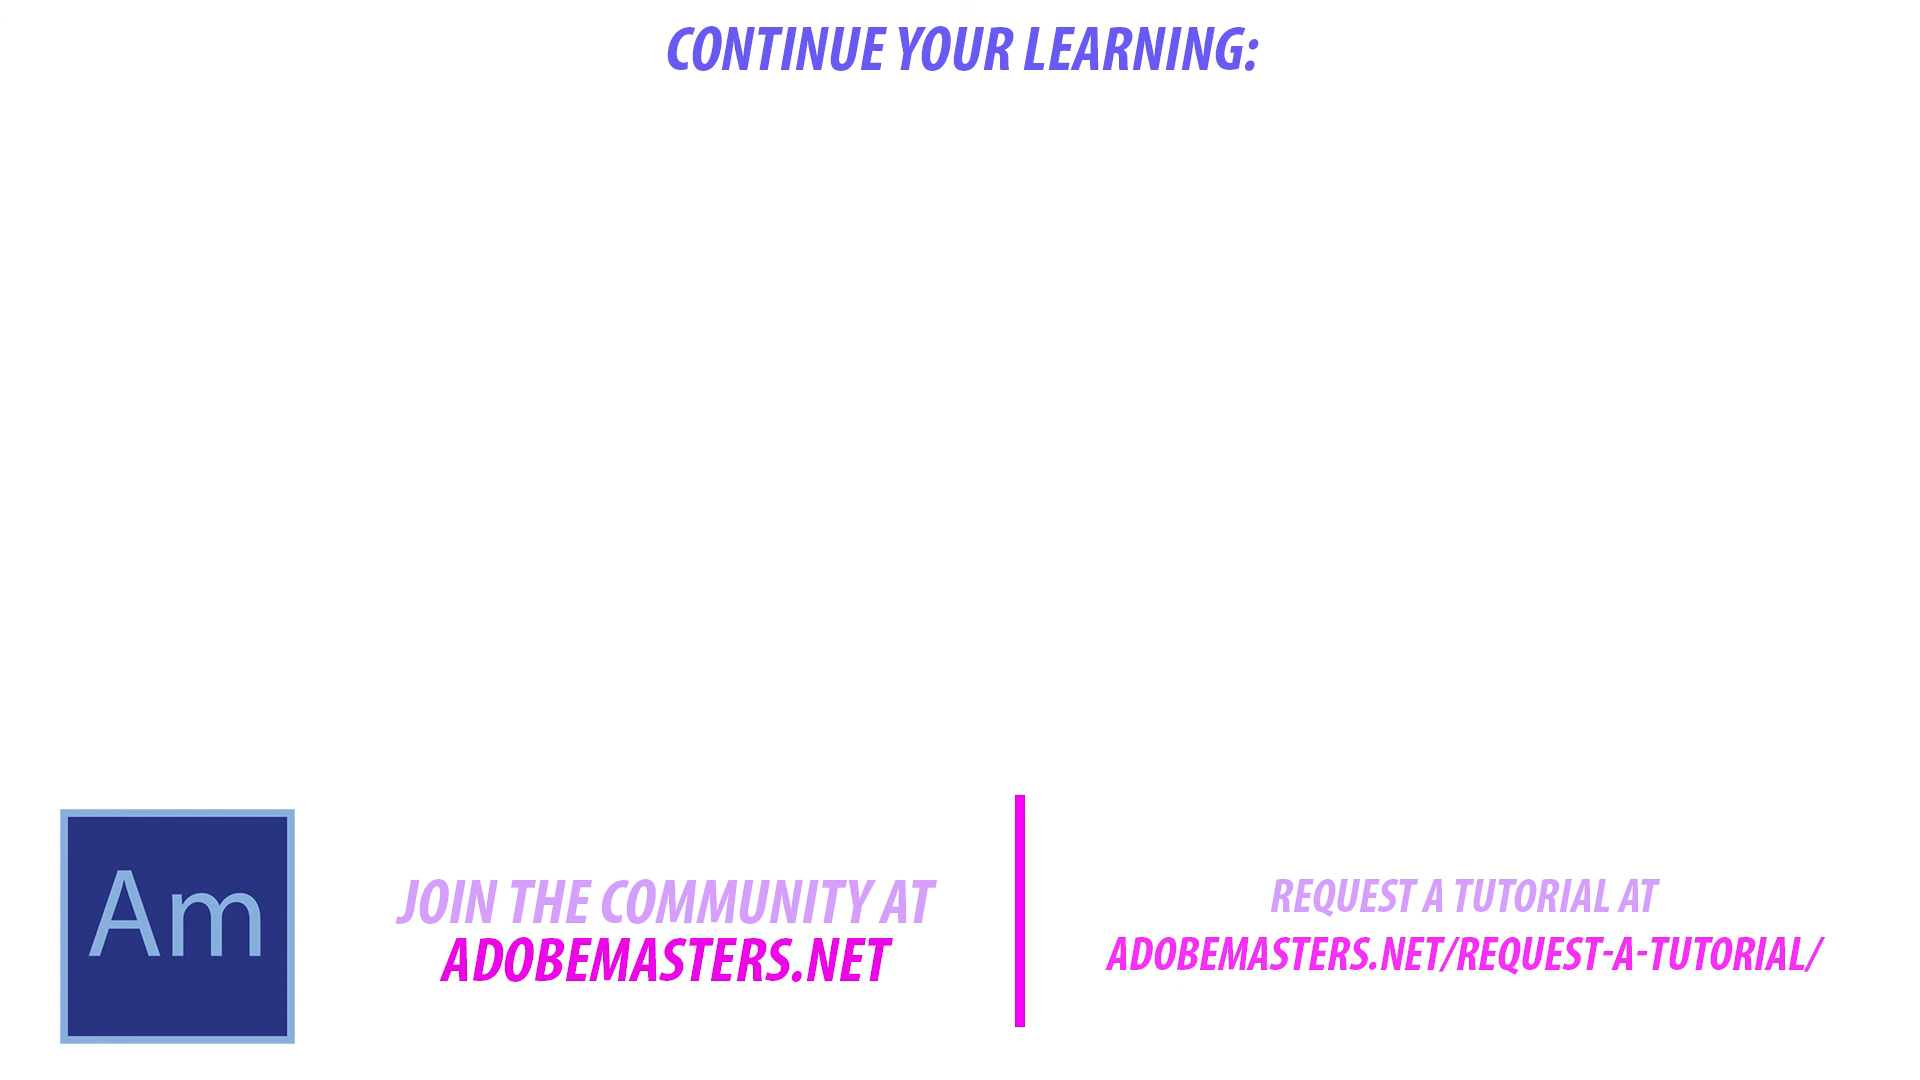 CONTINUE YOUR LEARNING:
Am
JOIN THE COMMUNITY AT
ADOBEMASTERS.NET
REQUEST A TUTORIAL AT
ADOBEMASTERS.NET/REQUEST-A-TUTORIAL/